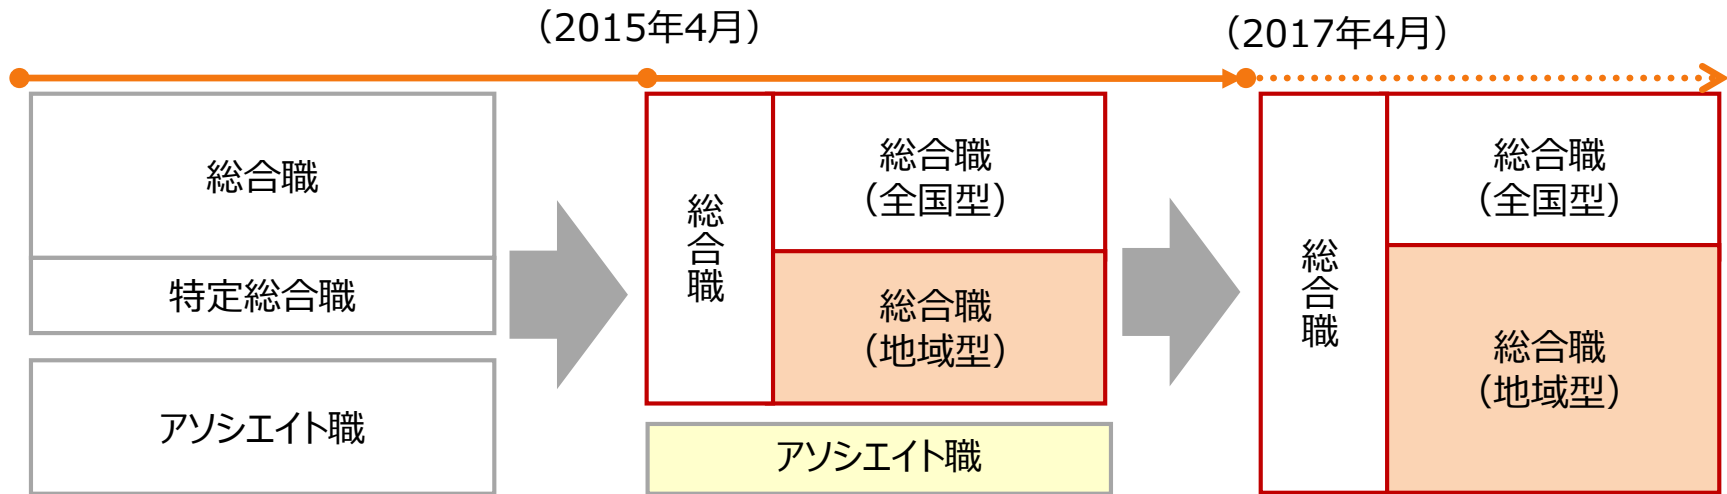 （2015年4月）
（2017年4月）
総合職
特定総合職
アソシエイト職
総合職
総合職
（全国型）
総合職
（地域型）
アソシエイト職
総合職
総合職
（全国型）
総合職
（地域型）